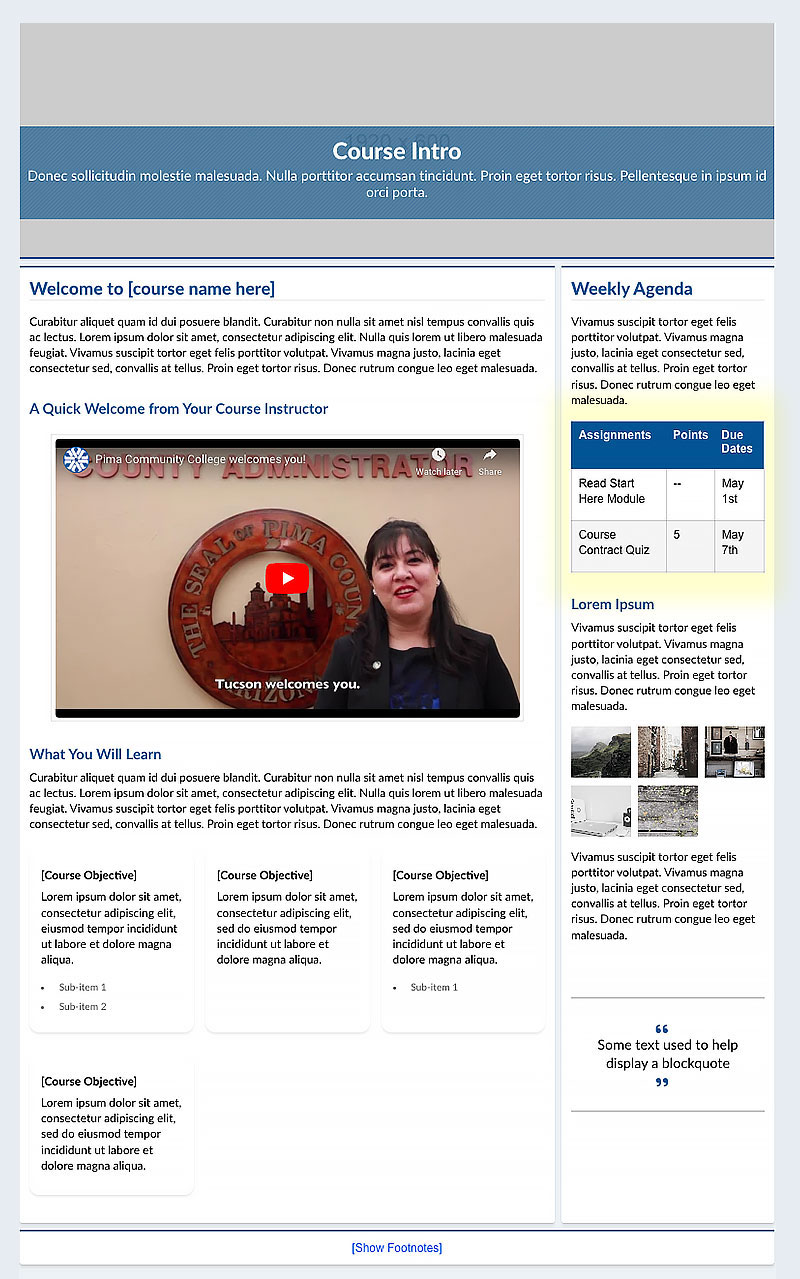 1920 x 600
Course Intro
Donec sollicitudin molestie malesuada. Nulla porttitor accumsan tincidunt. Proin eget tortor risus. Pellentesque in ipsum id
orci porta.
Welcome to [course name here]
Curabitur aliquet quam id dui posuere blandit. Curabitur non nulla sit amet nisl tempus convallis quis
ac lectus. Lorem ipsum dolor sit amet, consectetur adipiscing elit. Nulla quis lorem ut libero malesuada
feugiat. Vivamus suscipit tortor eget felis porttitor volutpat. Vivamus magna justo, lacinia eget
consectetur sed, convallis at tellus. Proin eget tortor risus. Donec rutrum congue leo eget malesuada.
A Quick Welcome from Your Course Instructor
Pima Community College welcomes you!
Watch later
Share
COUNTY ADMINISTRATOR
THE SEAL OF PIMA COUNTY
ARIZONA
Tucson welcomes you.
What You Will Learn
Curabitur aliquet quam id dui posuere blandit. Curabitur non nulla sit amet nisl tempus convallis quis
ac lectus. Lorem ipsum dolor sit amet, consectetur adipiscing elit. Nulla quis lorem ut libero malesuada
feugiat. Vivamus suscipit tortor eget felis porttitor volutpat. Vivamus magna justo, lacinia eget
consectetur sed, convallis at tellus. Proin eget tortor risus. Donec rutrum congue leo eget malesuada.
[Course Objective]
Lorem ipsum dolor sit amet,
consectetur adipiscing elit,
eiusmod tempor incididunt
ut labore et dolore magna
aliqua.
• Sub-item 1
• Sub-item 2
[Course Objective]
Lorem ipsum dolor sit amet,
consectetur adipiscing elit,
sed do eiusmod tempor
incididunt ut labore et
dolore magna aliqua.
[Course Objective]
Lorem ipsum dolor sit amet,
consectetur adipiscing elit,
sed do eiusmod tempor
incididunt ut labore et
dolore magna aliqua.
• Sub-item 1
[Course Objective]
Lorem ipsum dolor sit amet,
consectetur adipiscing elit,
sed do eiusmod tempor
incididunt ut labore et
dolore magna aliqua.
Weekly Agenda
Vivamus suscipit tortor eget felis
porttitor volutpat. Vivamus magna
justo, lacinia eget consectetur sed,
convallis at tellus. Proin eget tortor
risus. Donec rutrum congue leo eget
malesuada.
Assignments Points Due
Dates
Read Start -- May
Here Module 1st
Course 5 May
Contract Quiz 7th
Lorem Ipsum
Vivamus suscipit tortor eget felis
porttitor volutpat. Vivamus magna
justo, lacinia eget consectetur sed,
convallis at tellus. Proin eget tortor
risus. Donec rutrum congue leo eget
malesuada.
Vivamus suscipit tortor eget felis
porttitor volutpat. Vivamus magna
justo, lacinia eget consectetur sed,
convallis at tellus. Proin eget tortor
risus. Donec rutrum congue leo eget
malesuada.
“
Some text used to help
display a blockquote
”
[Show Footnotes]